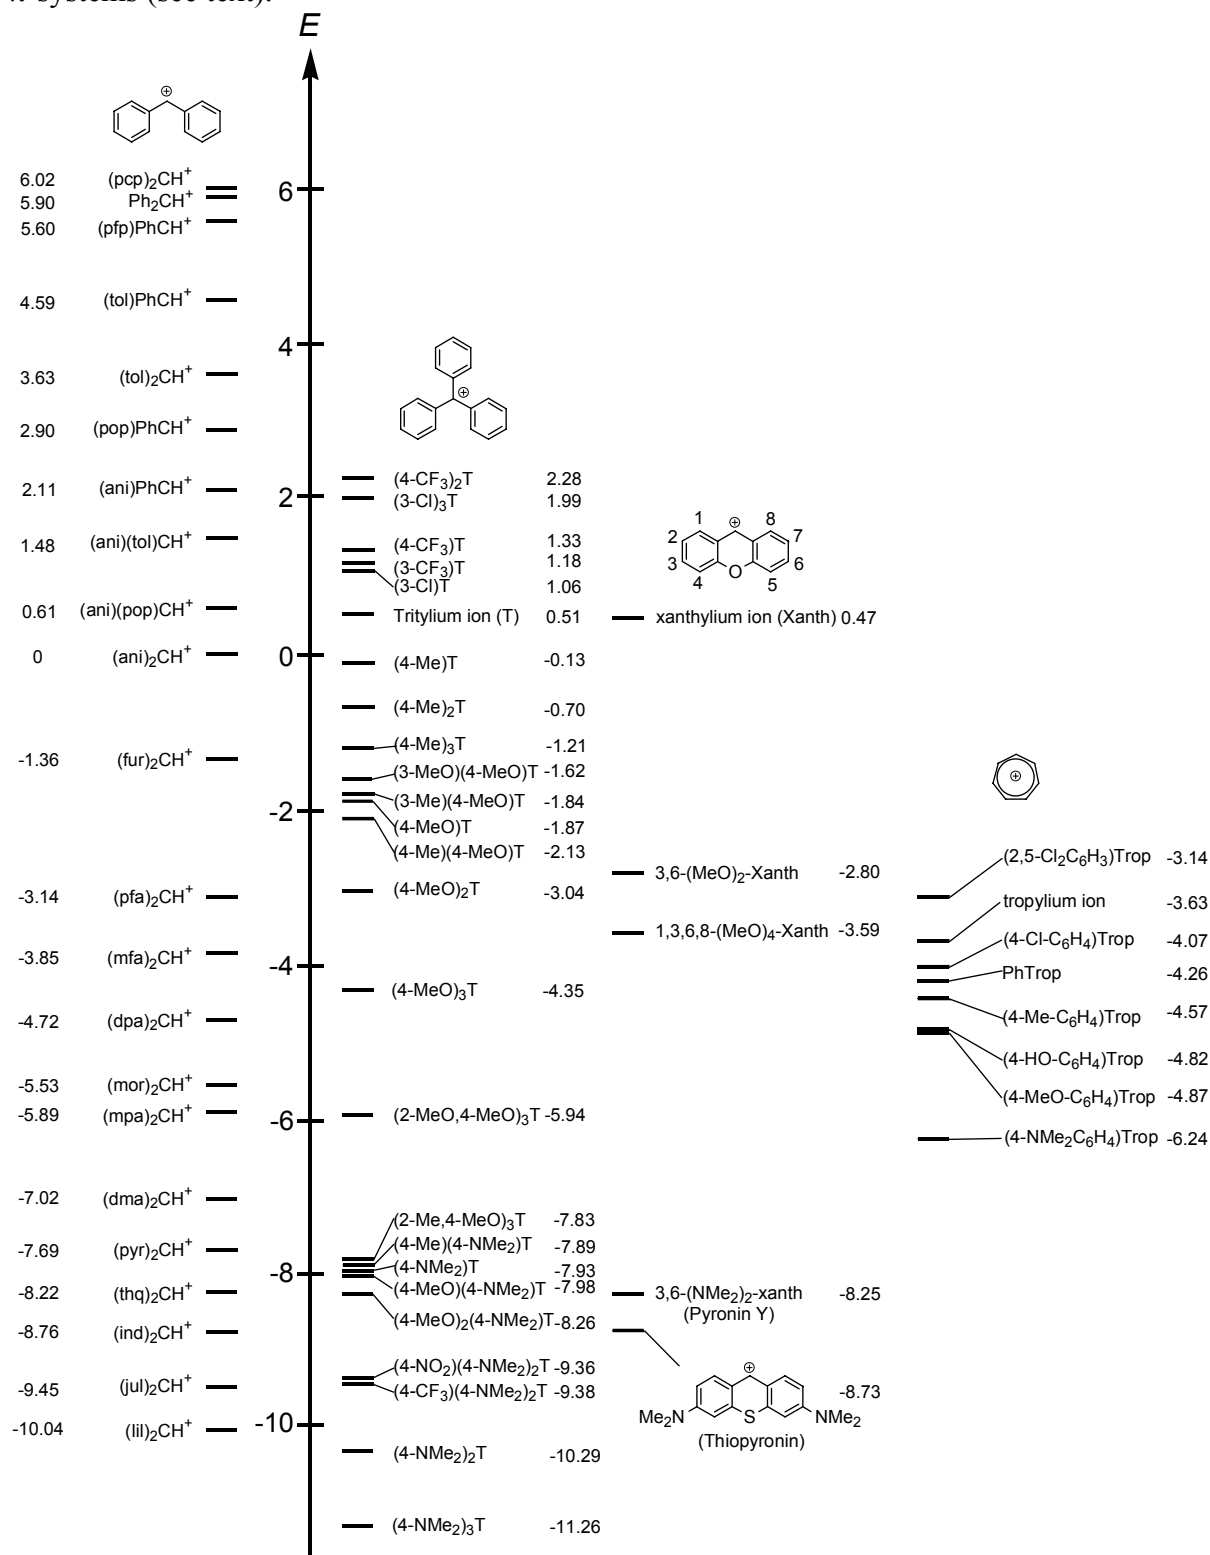 π systems (see text).
E
⊕
6.02 (pcp)₂CH⁺
5.90 Ph₂CH⁺
5.60 (pfp)PhCH⁺
4.59 (tol)PhCH⁺
3.63 (tol)₂CH⁺
2.90 (pop)PhCH⁺
2.11 (ani)PhCH⁺
1.48 (ani)(tol)CH⁺
0.61 (ani)(pop)CH⁺
0 (ani)₂CH⁺
-1.36 (fur)₂CH⁺
-3.14 (pfa)₂CH⁺
-3.85 (mfa)₂CH⁺
-4.72 (dpa)₂CH⁺
-5.53 (mor)₂CH⁺
-5.89 (mpa)₂CH⁺
-7.02 (dma)₂CH⁺
-7.69 (pyr)₂CH⁺
-8.22 (thq)₂CH⁺
-8.76 (ind)₂CH⁺
-9.45 (jul)₂CH⁺
-10.04 (lil)₂CH⁺
6
4
2
0
-2
-4
-6
-8
-10
⊕
(4-CF₃)₂T 2.28
(3-Cl)₃T 1.99
(4-CF₃)T 1.33
(3-CF₃)T 1.18
(3-Cl)T 1.06
Tritylium ion (T) 0.51
(4-Me)T -0.13
(4-Me)₂T -0.70
(4-Me)₃T -1.21
(3-MeO)(4-MeO)T -1.62
(3-Me)(4-MeO)T -1.84
(4-MeO)T -1.87
(4-Me)(4-MeO)T -2.13
(4-MeO)₂T -3.04
(4-MeO)₃T -4.35
(2-MeO,4-MeO)₃T -5.94
(2-Me,4-MeO)₃T -7.83
(4-Me)(4-NMe₂)T -7.89
(4-NMe₂)T -7.93
(4-MeO)(4-NMe₂)T -7.98
(4-MeO)₂(4-NMe₂)T -8.26
(4-NO₂)(4-NMe₂)₂T -9.36
(4-CF₃)(4-NMe₂)₂T -9.38
(4-NMe₂)₂T -10.29
(4-NMe₂)₃T -11.26
1 ⊕ 8
2 7
3 6
4 O 5
xanthylium ion (Xanth) 0.47
3,6-(MeO)₂-Xanth -2.80
1,3,6,8-(MeO)₄-Xanth -3.59
3,6-(NMe₂)₂-xanth -8.25
(Pyronin Y)
⊕
-8.73
Me₂N S NMe₂
(Thiopyronin)
⊕
(2,5-Cl₂C₆H₃)Trop -3.14
tropylium ion -3.63
(4-Cl-C₆H₄)Trop -4.07
PhTrop -4.26
(4-Me-C₆H₄)Trop -4.57
(4-HO-C₆H₄)Trop -4.82
(4-MeO-C₆H₄)Trop -4.87
(4-NMe₂C₆H₄)Trop -6.24